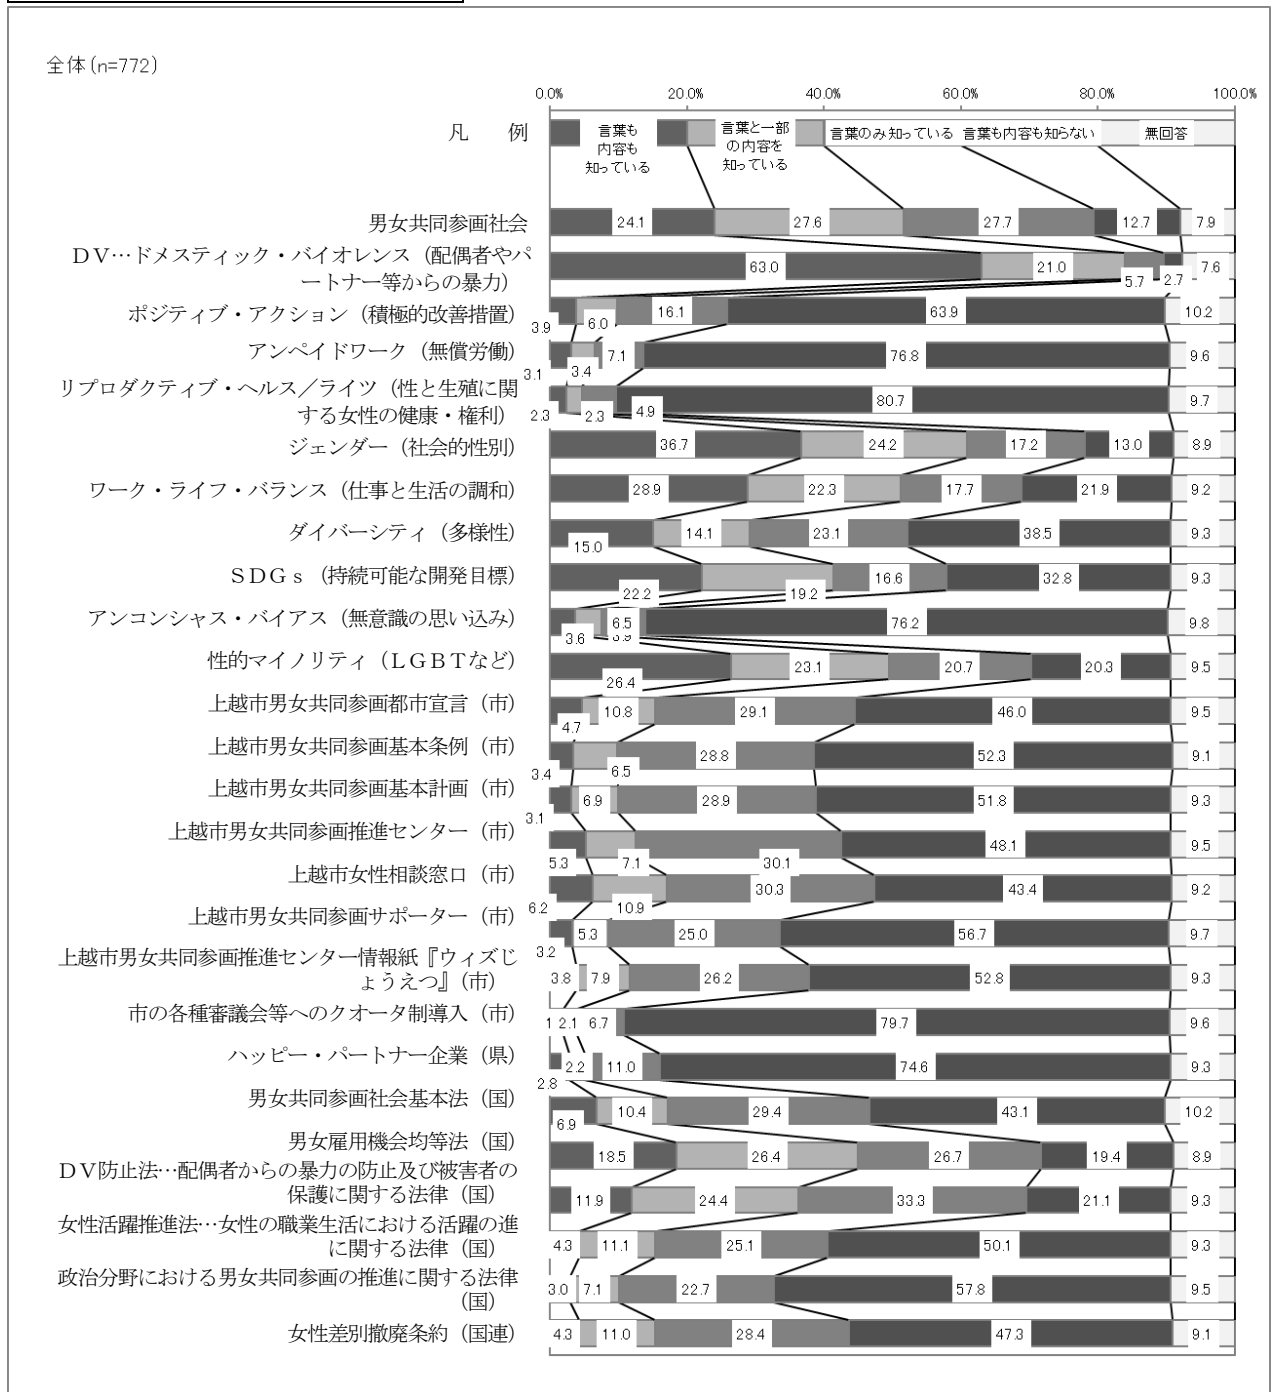 全体(n=772)
0.0% 20.0% 40.0% 60.0% 80.0% 100.0%
凡　　例
言葉も
内容も
知っている
言葉と一部
の内容を
知っている
言葉のみ知っている
言葉も内容も知らない
無回答
男女共同参画社会
24.1 27.6 27.7 12.7 7.9
ＤＶ…ドメスティック・バイオレンス（配偶者やパ
ートナー等からの暴力）
63.0 21.0 5.7 2.7 7.6
ポジティブ・アクション（積極的改善措置）
3.9 6.0 16.1 63.9 10.2
アンペイドワーク（無償労働）
3.1 3.4 7.1 76.8 9.6
リプロダクティブ・ヘルス／ライツ（性と生殖に関
する女性の健康・権利）
2.3 2.3 4.9 80.7 9.7
ジェンダー（社会的性別）
36.7 24.2 17.2 13.0 8.9
ワーク・ライフ・バランス（仕事と生活の調和）
28.9 22.3 17.7 21.9 9.2
ダイバーシティ（多様性）
15.0 14.1 23.1 38.5 9.3
ＳＤＧｓ（持続可能な開発目標）
22.2 19.2 16.6 32.8 9.3
アンコンシャス・バイアス（無意識の思い込み）
3.6 3.9 6.5 76.2 9.8
性的マイノリティ（ＬＧＢＴなど）
26.4 23.1 20.7 20.3 9.5
上越市男女共同参画都市宣言（市）
4.7 10.8 29.1 46.0 9.5
上越市男女共同参画基本条例（市）
3.4 6.5 28.8 52.3 9.1
上越市男女共同参画基本計画（市）
3.1 6.9 28.9 51.8 9.3
上越市男女共同参画推進センター（市）
5.3 7.1 30.1 48.1 9.5
上越市女性相談窓口（市）
6.2 10.9 30.3 43.4 9.2
上越市男女共同参画サポーター（市）
3.2 5.3 25.0 56.7 9.7
上越市男女共同参画推進センター情報紙『ウィズじ
ょうえつ』（市）
3.8 7.9 26.2 52.8 9.3
市の各種審議会等へのクオータ制導入（市）
2.1 6.7 79.7 9.6
ハッピー・パートナー企業（県）
2.8 2.2 11.0 74.6 9.3
男女共同参画社会基本法（国）
6.9 10.4 29.4 43.1 10.2
男女雇用機会均等法（国）
18.5 26.4 26.7 19.4 8.9
ＤＶ防止法…配偶者からの暴力の防止及び被害者の
保護に関する法律（国）
11.9 24.4 33.3 21.1 9.3
女性活躍推進法…女性の職業生活における活躍の進
に関する法律（国）
4.3 11.1 25.1 50.1 9.3
政治分野における男女共同参画の推進に関する法律
（国）
3.0 7.1 22.7 57.8 9.5
女性差別撤廃条約（国連）
4.3 11.0 28.4 47.3 9.1